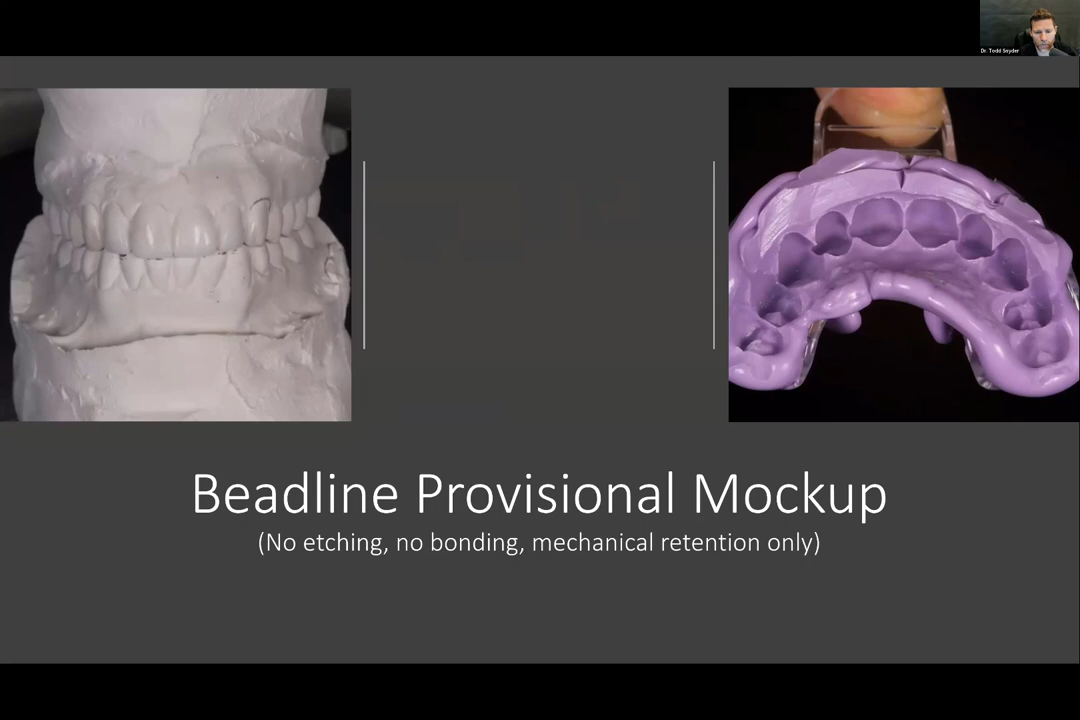 Dr. Todd Snyder
Beadline Provisional Mockup
(No etching, no bonding, mechanical retention only)